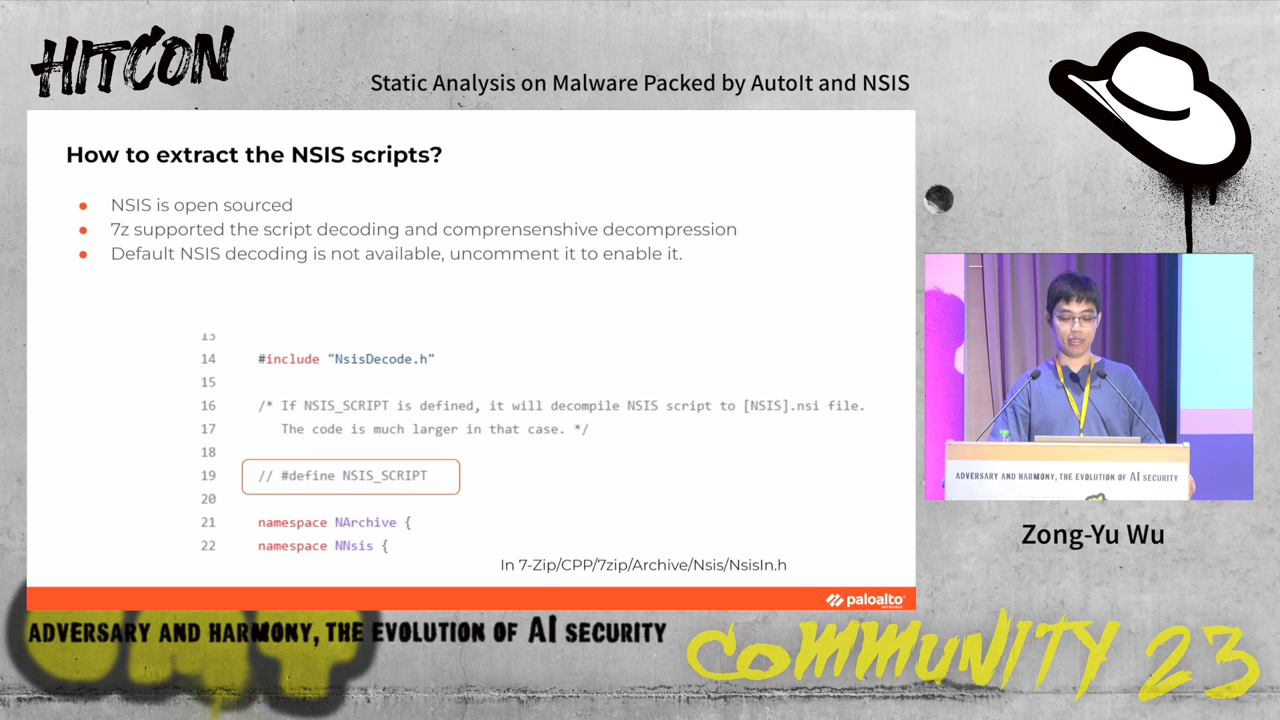 HITCON
Static Analysis on Malware Packed by AutoIt and NSIS
How to extract the NSIS scripts?
● NSIS is open sourced
● 7z supported the script decoding and comprensenshive decompression
● Default NSIS decoding is not available, uncomment it to enable it.
13
14 #include "NsisDecode.h"
15
16 /* If NSIS_SCRIPT is defined, it will decompile NSIS script to [NSIS].nsi file.
17 The code is much larger in that case. */
18
19 // #define NSIS_SCRIPT
20
21 namespace NArchive {
22 namespace NNsis {
In 7-Zip/CPP/7zip/Archive/Nsis/NsisIn.h
paloalto
NETWORKS
ADVERSARY AND HARMONY, THE EVOLUTION OF AI SECURITY
Zong-Yu Wu
ADVERSARY AND HARMONY, THE EVOLUTION OF AI SECURITY
COMMUNITY 23